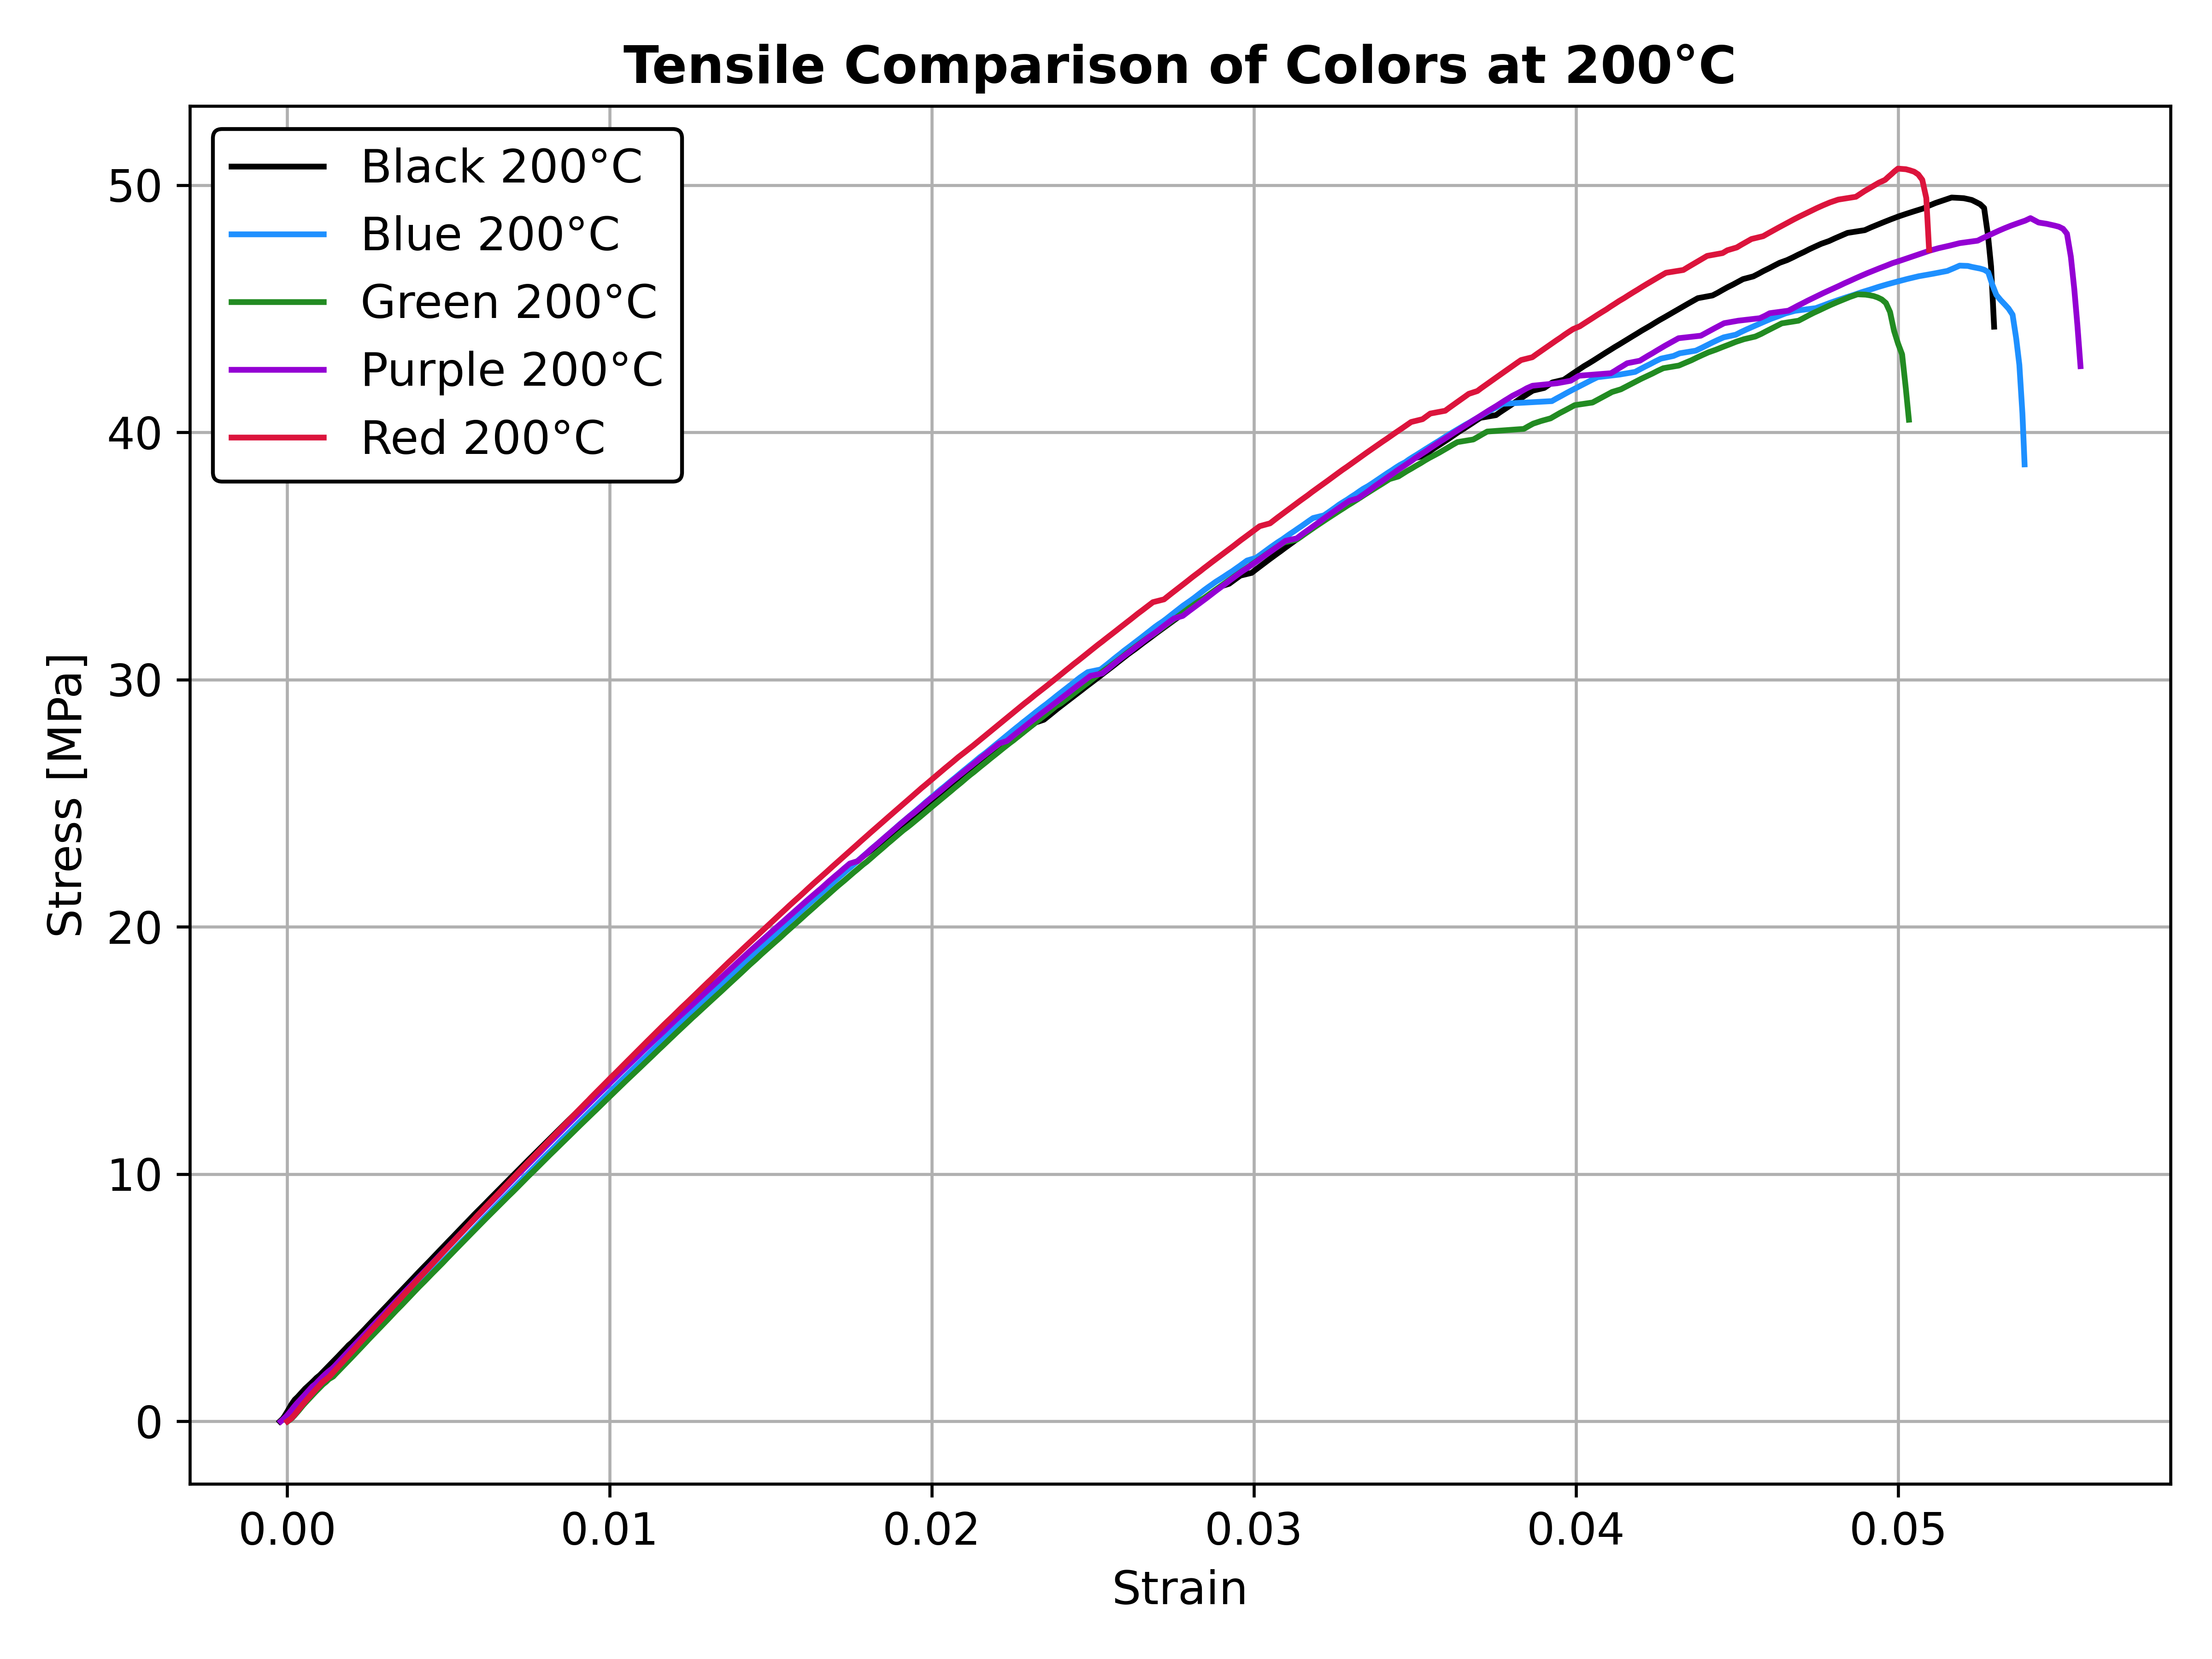 Tensile Comparison of Colors at 200°C
Black 200°C
Blue 200°C
Green 200°C
Purple 200°C
Red 200°C
50
40
30
20
10
0
Stress [MPa]
0.00 0.01 0.02 0.03 0.04 0.05
Strain